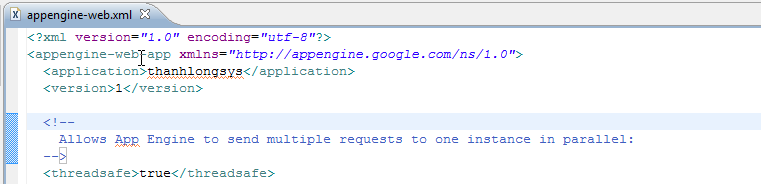 appengine-web.xml
<?xml version="1.0" encoding="utf-8"?>
<appengine-web-app xmlns="http://appengine.google.com/ns/1.0">
<application>thanhlongsys</application>
<version>1</version>
<!--
Allows App Engine to send multiple requests to one instance in parallel:
-->
<threadsafe>true</threadsafe>